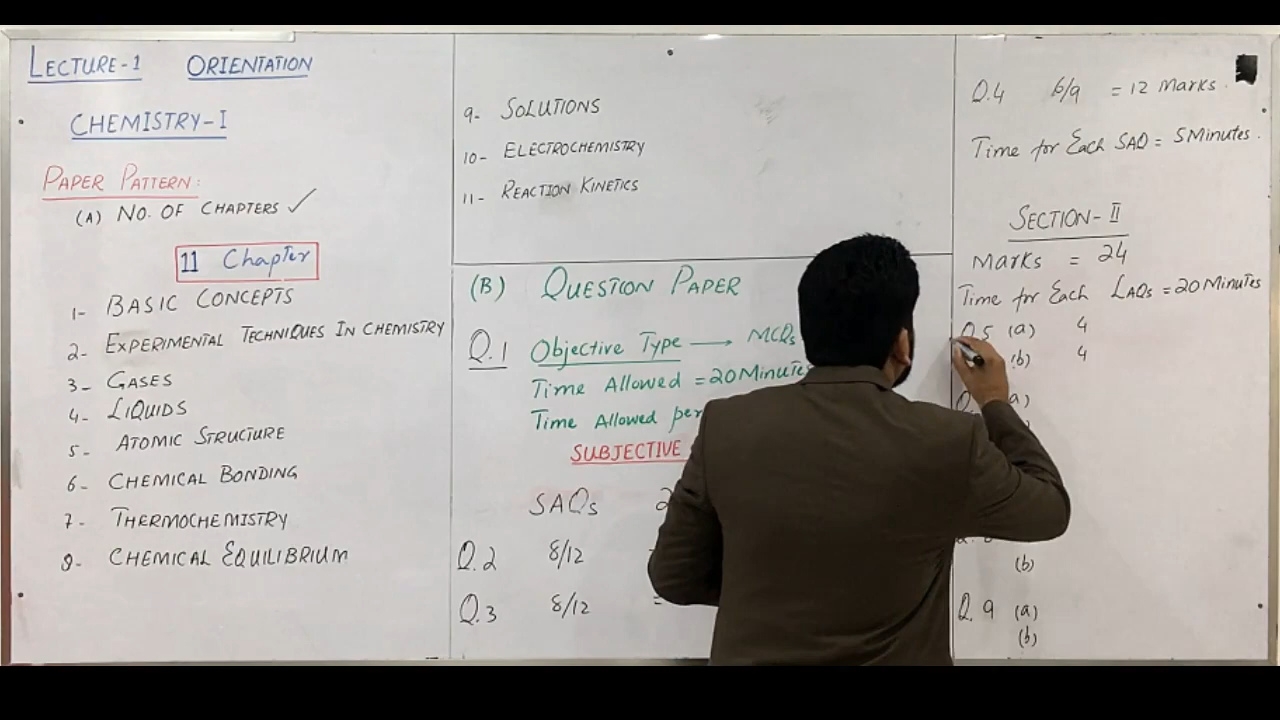 LECTURE-1 ORIENTATION
CHEMISTRY-I
PAPER PATTERN:
(A) NO. OF CHAPTERS ✓
11 Chapter
1- BASIC CONCEPTS
2- EXPERIMENTAL TECHNIQUES IN CHEMISTRY
3- GASES
4- LIQUIDS
5- ATOMIC STRUCTURE
6- CHEMICAL BONDING
7- THERMOCHEMISTRY
8- CHEMICAL EQUILIBRIUM
9- SOLUTIONS
10- ELECTROCHEMISTRY
11- REACTION KINETICS
(B) QUESTION PAPER
Q.1 Objective Type → MCQs
Time Allowed = 20 Minutes
Time Allowed per
SUBJECTIVE
SAQs 2
Q.2 8/12
Q.3 8/12 =
Q.4 6/9 = 12 Marks.
Time for Each SAQ = 5 Minutes.
SECTION-II
Marks = 24
Time for Each LAQs = 20 Minutes
Q.5 (a) 4
(b) 4
a)
(b)
Q.9 (a)
(b)